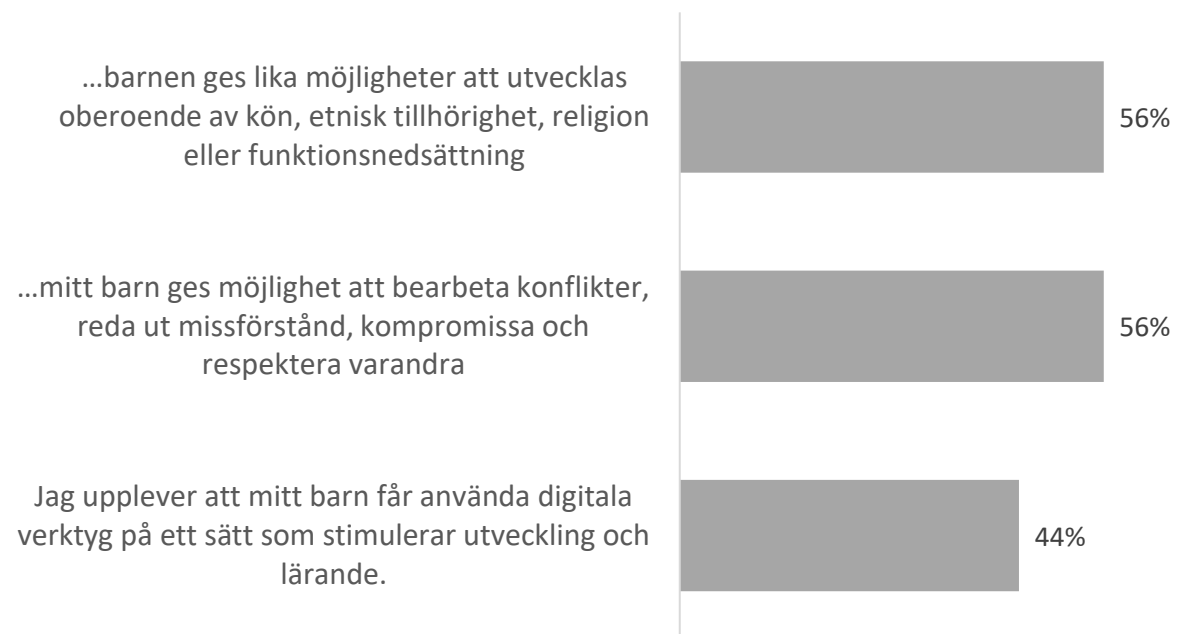 …barnen ges lika möjligheter att utvecklas
oberoende av kön, etnisk tillhörighet, religion
eller funktionsnedsättning
56%
…mitt barn ges möjlighet att bearbeta konflikter,
reda ut missförstånd, kompromissa och
respektera varandra
56%
Jag upplever att mitt barn får använda digitala
verktyg på ett sätt som stimulerar utveckling och
lärande.
44%